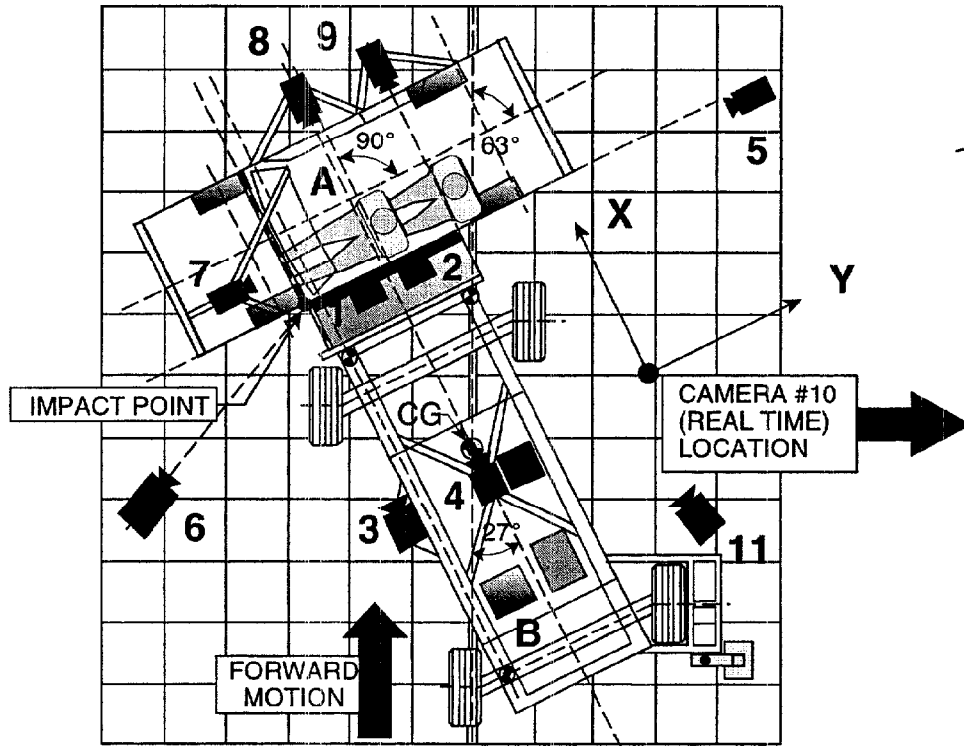 8
9
5
90°
63°
A
X
7
2
1
Y
IMPACT POINT
CG
CAMERA #10
(REAL TIME)
LOCATION
6
3
4
27°
11
B
FORWARD
MOTION